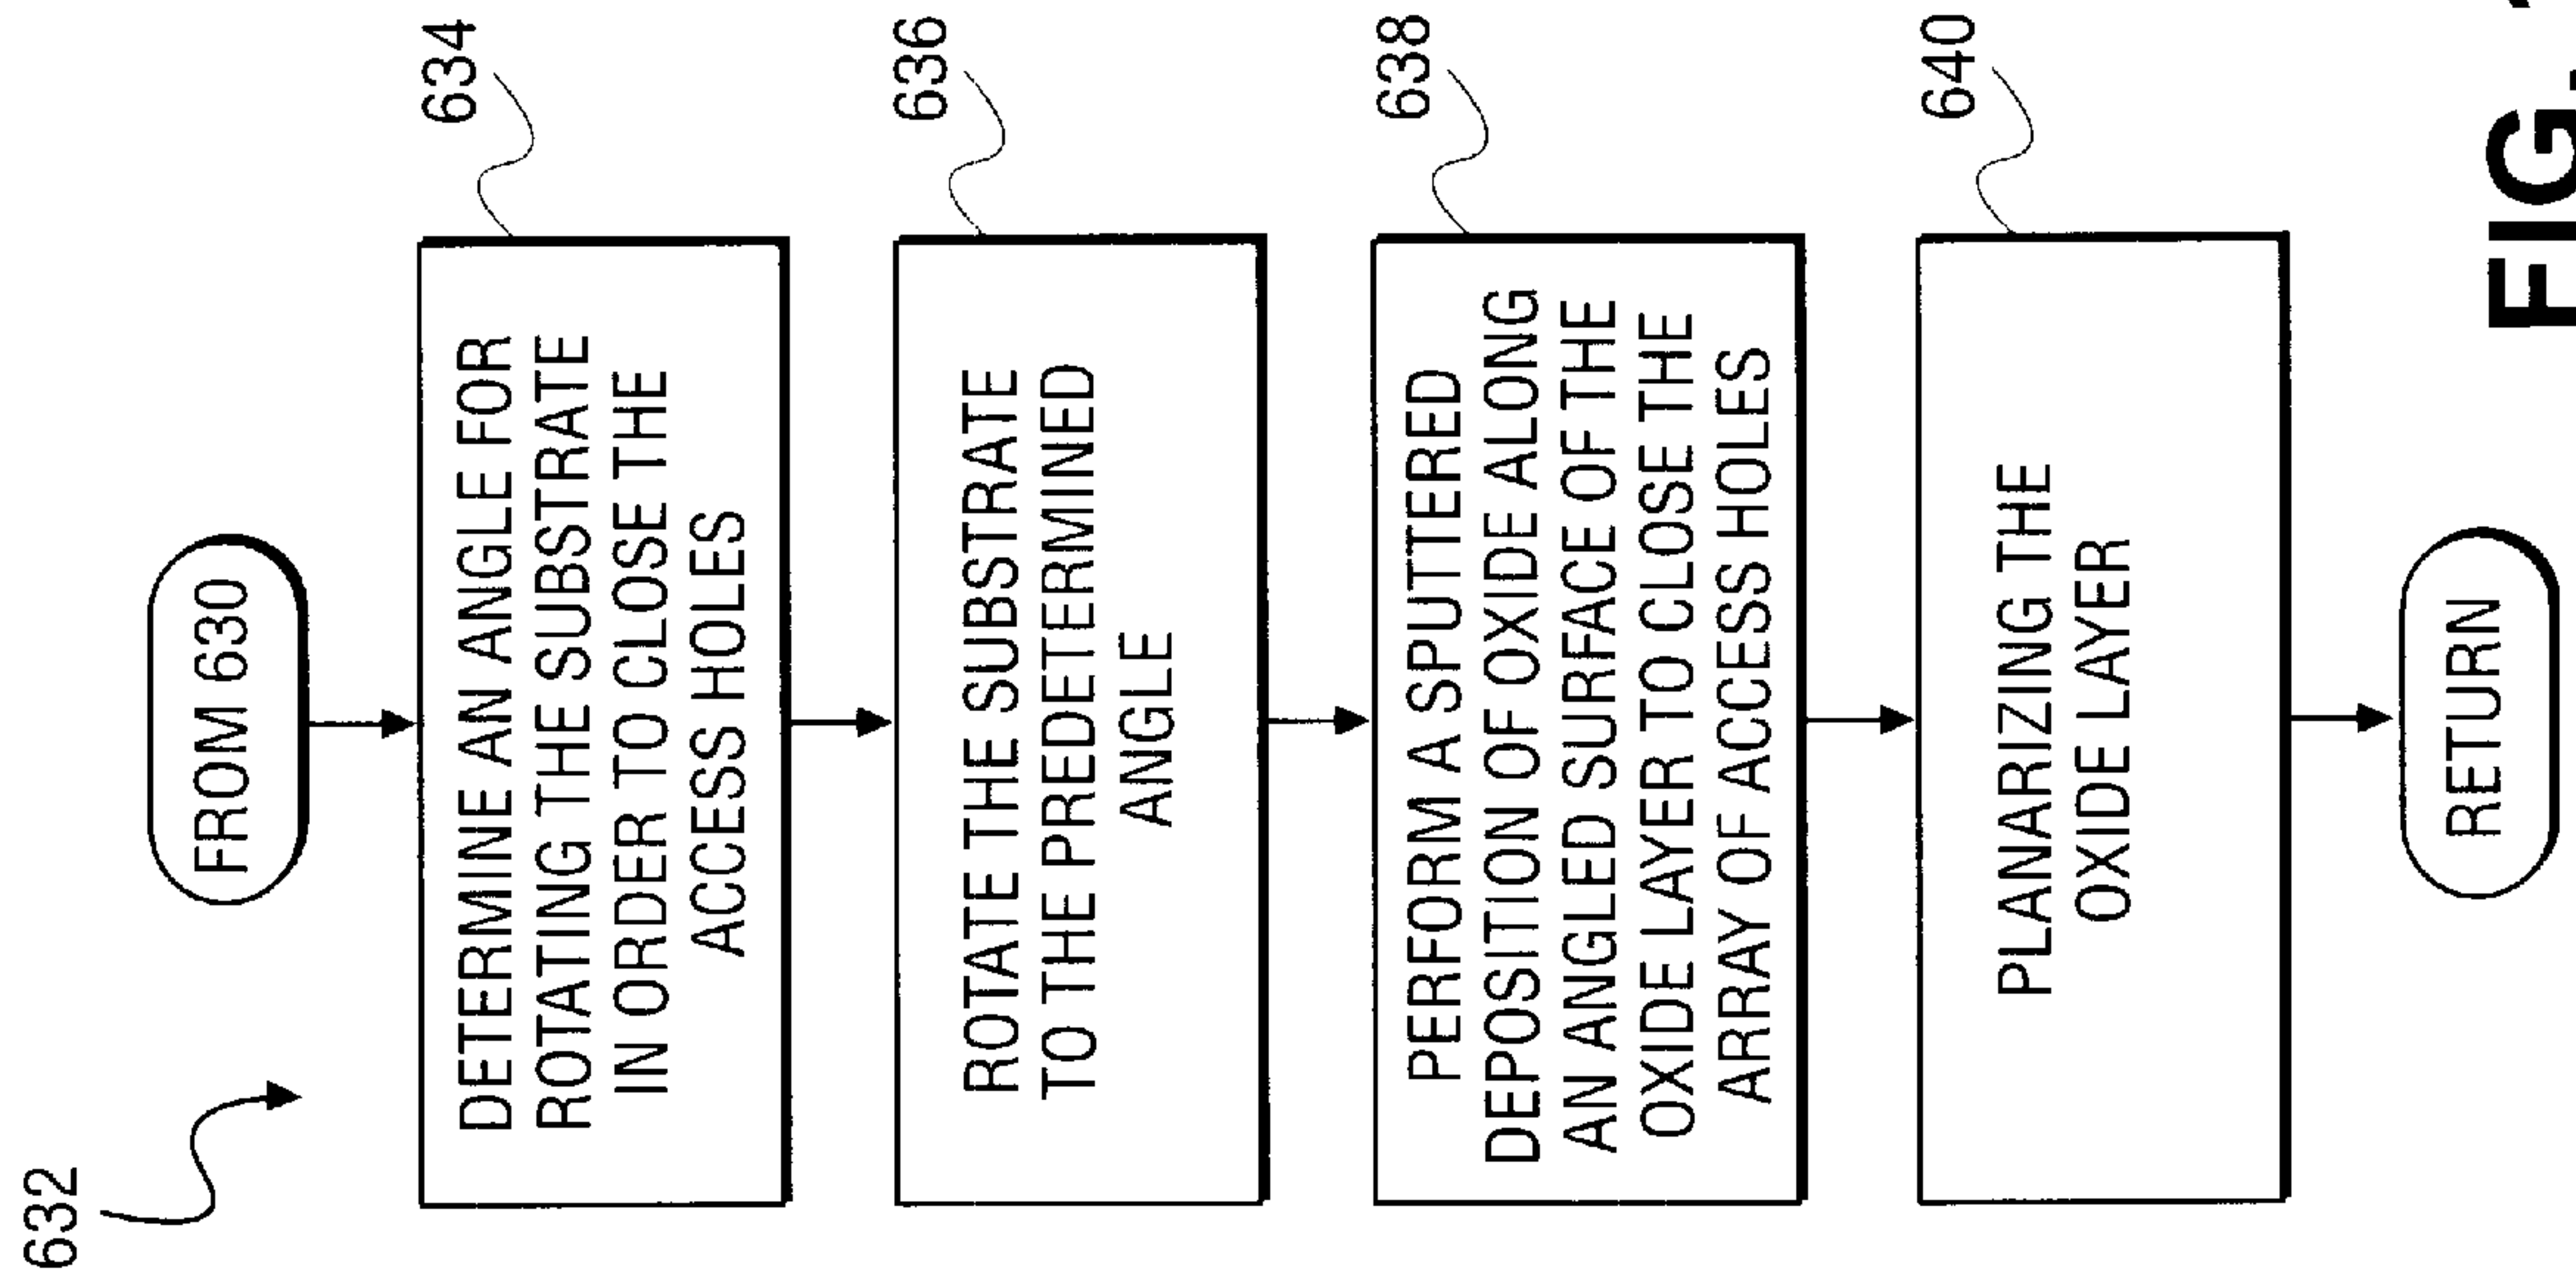 632
FROM 630
634
DETERMINE AN ANGLE FOR
ROTATING THE SUBSTRATE
IN ORDER TO CLOSE THE
ACCESS HOLES
636
ROTATE THE SUBSTRATE
TO THE PREDETERMINED
ANGLE
638
PERFORM A SPUTTERED
DEPOSITION OF OXIDE ALONG
AN ANGLED SURFACE OF THE
OXIDE LAYER TO CLOSE THE
ARRAY OF ACCESS HOLES
640
PLANARIZING THE
OXIDE LAYER
RETURN
FIG.